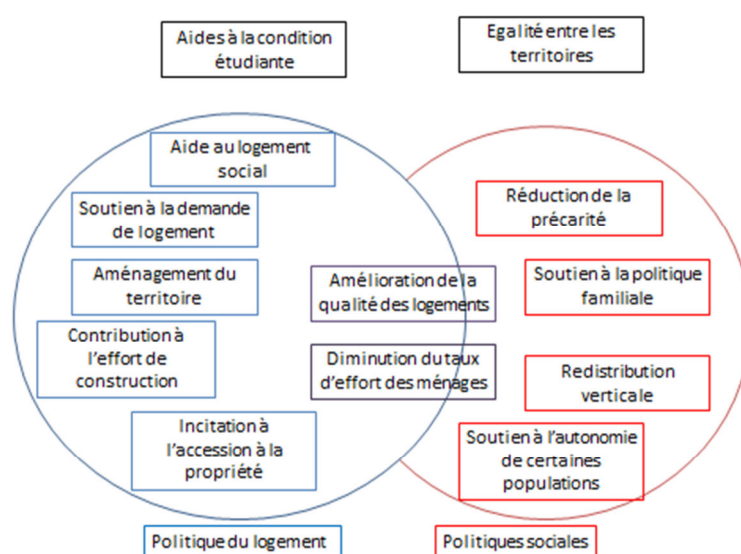 Aides à la condition
étudiante
Egalité entre les
territoires
Aide au logement
social
Soutien à la demande
de logement
Aménagement du
territoire
Contribution à
l'effort de
construction
Incitation à
l'accession à la
propriété
Amélioration de la
qualité des logements
Diminution du taux
d'effort des ménages
Réduction de la
précarité
Soutien à la politique
familiale
Redistribution
verticale
Soutien à l'autonomie
de certaines
populations
Politique du logement
Politiques sociales